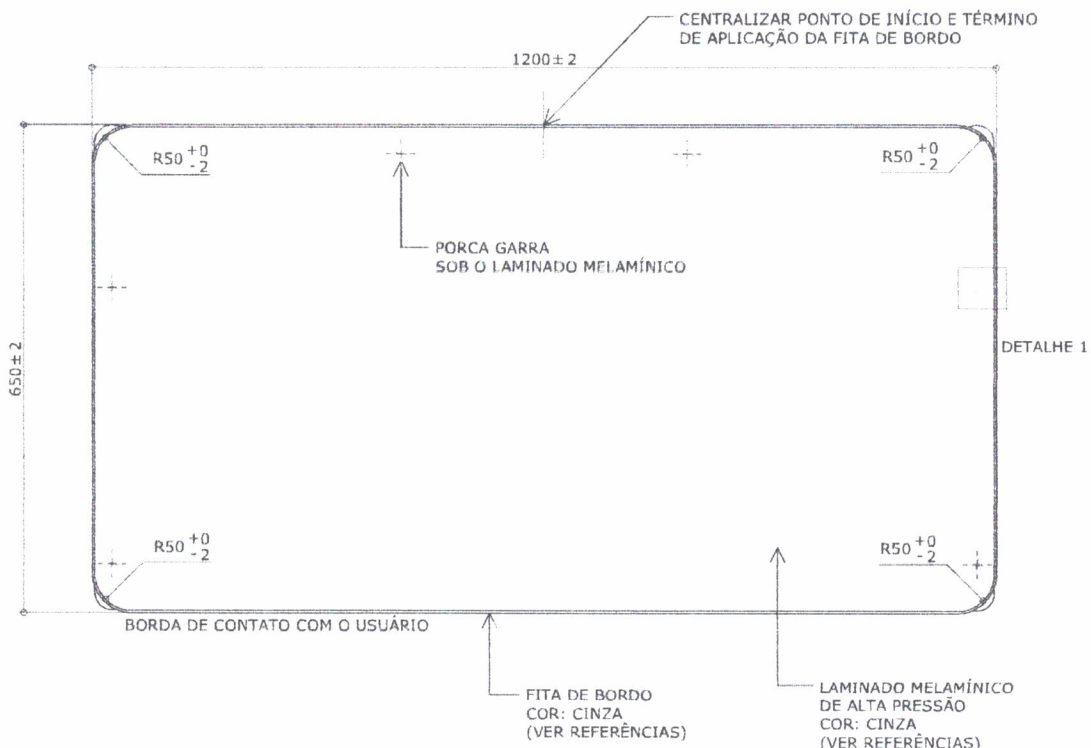 CENTRALIZAR PONTO DE INÍCIO E TÉRMINO
DE APLICAÇÃO DA FITA DE BORDO
1200±2
R50 +0 -2
R50 +0 -2
PORCA GARRA
SOB O LAMINADO MELAMÍNICO
650±2
DETALHE 1
R50 +0 -2
R50 +0 -2
BORDA DE CONTATO COM O USUÁRIO
FITA DE BORDO
COR: CINZA
(VER REFERÊNCIAS)
LAMINADO MELAMÍNICO
DE ALTA PRESSÃO
COR: CINZA
(VER REFERÊNCIAS)